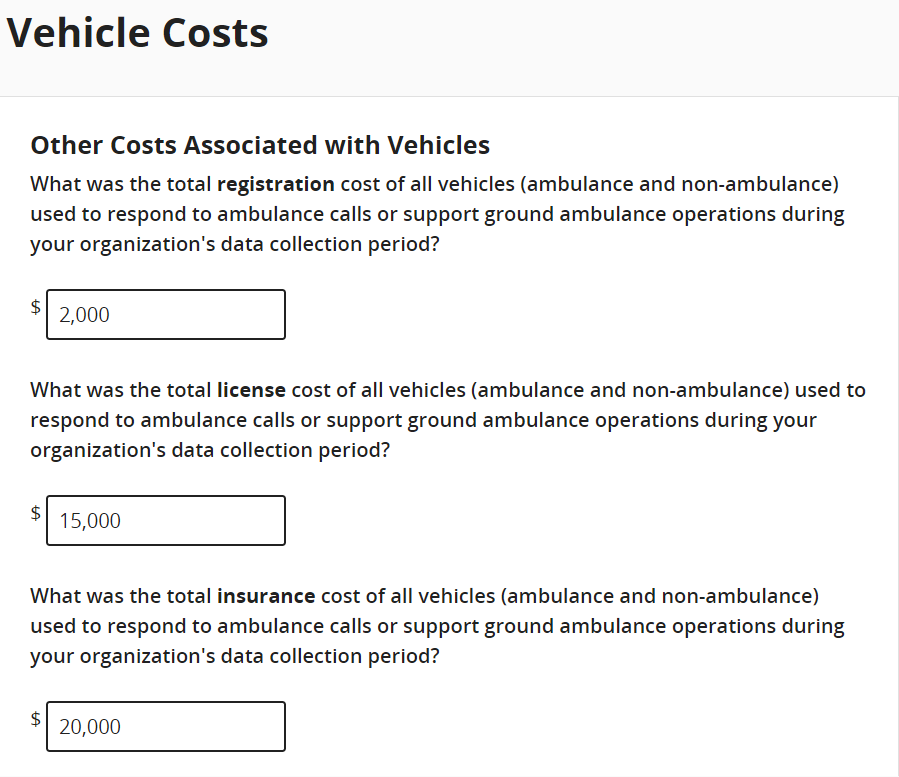 Vehicle Costs
Other Costs Associated with Vehicles
What was the total registration cost of all vehicles (ambulance and non-ambulance)
used to respond to ambulance calls or support ground ambulance operations during
your organization's data collection period?
$ 2,000
What was the total license cost of all vehicles (ambulance and non-ambulance) used to
respond to ambulance calls or support ground ambulance operations during your
organization's data collection period?
$ 15,000
What was the total insurance cost of all vehicles (ambulance and non-ambulance)
used to respond to ambulance calls or support ground ambulance operations during
your organization's data collection period?
$ 20,000